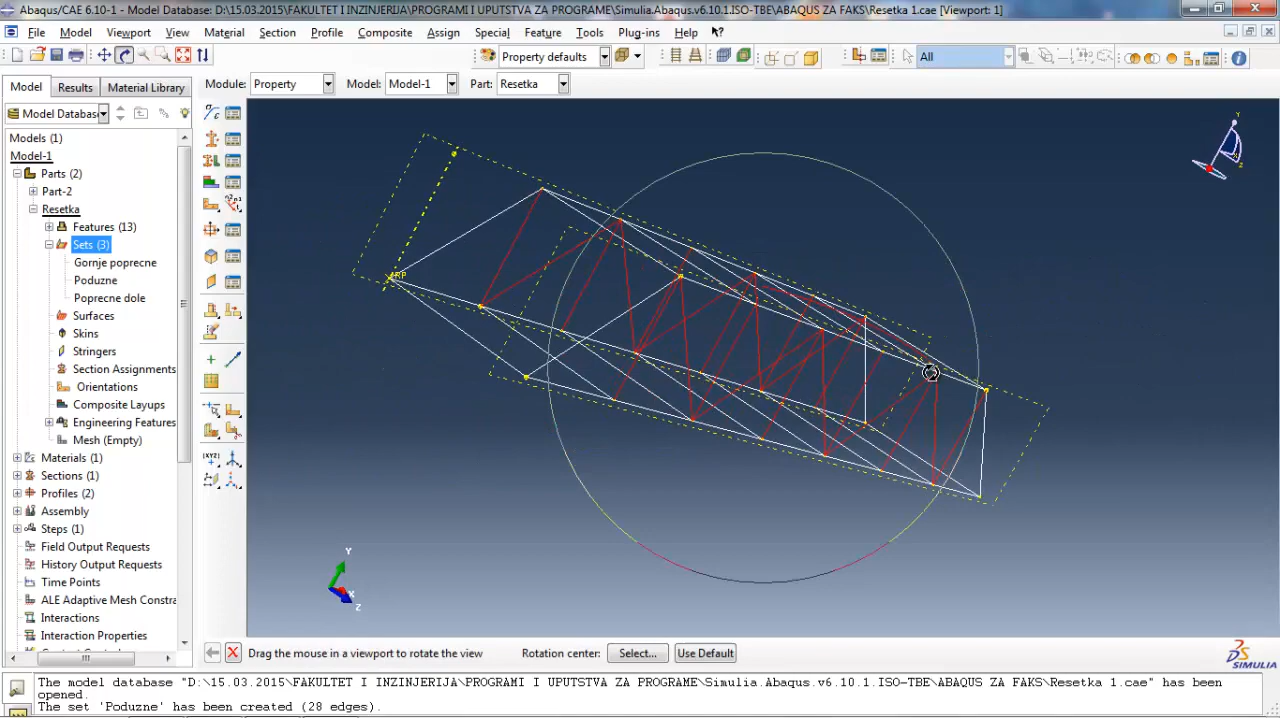 Abaqus/CAE 6.10-1 - Model Database: D:\15.03.2015\FAKULTET I INZINJERIJA\PROGRAMI I UPUTSTVA ZA PROGRAME\Simulia.Abaqus.v6.10.1.ISO-TBE\ABAQUS ZA FAKS\Resetka 1.cae [Viewport: 1]
File Model Viewport View Material Section Profile Composite Assign Special Feature Tools Plug-ins Help
Property defaults All
Model Results Material Library Module: Property Model: Model-1 Part: Resetka
Model Databas
Models (1)
Model-1
Parts (2)
Part-2
Resetka
Features (13)
Sets (3)
Gornje poprecne
Poduzne
Poprecne dole
Surfaces
Skins
Stringers
Section Assignments
Orientations
Composite Layups
Engineering Features
Mesh (Empty)
Materials (1)
Sections (1)
Profiles (2)
Assembly
Steps (1)
Field Output Requests
History Output Requests
Time Points
ALE Adaptive Mesh Constra
Interactions
Interaction Properties
RP
Y
X
Z
Drag the mouse in a viewport to rotate the view Rotation center: Select... Use Default
SIMULIA
The model database "D:\15.03.2015\FAKULTET I INZINJERIJA\PROGRAMI I UPUTSTVA ZA PROGRAME\Simulia.Abaqus.v6.10.1.ISO-TBE\ABAQUS ZA FAKS\Resetka 1.cae" has been
opened.
The set 'Poduzne' has been created (28 edges).